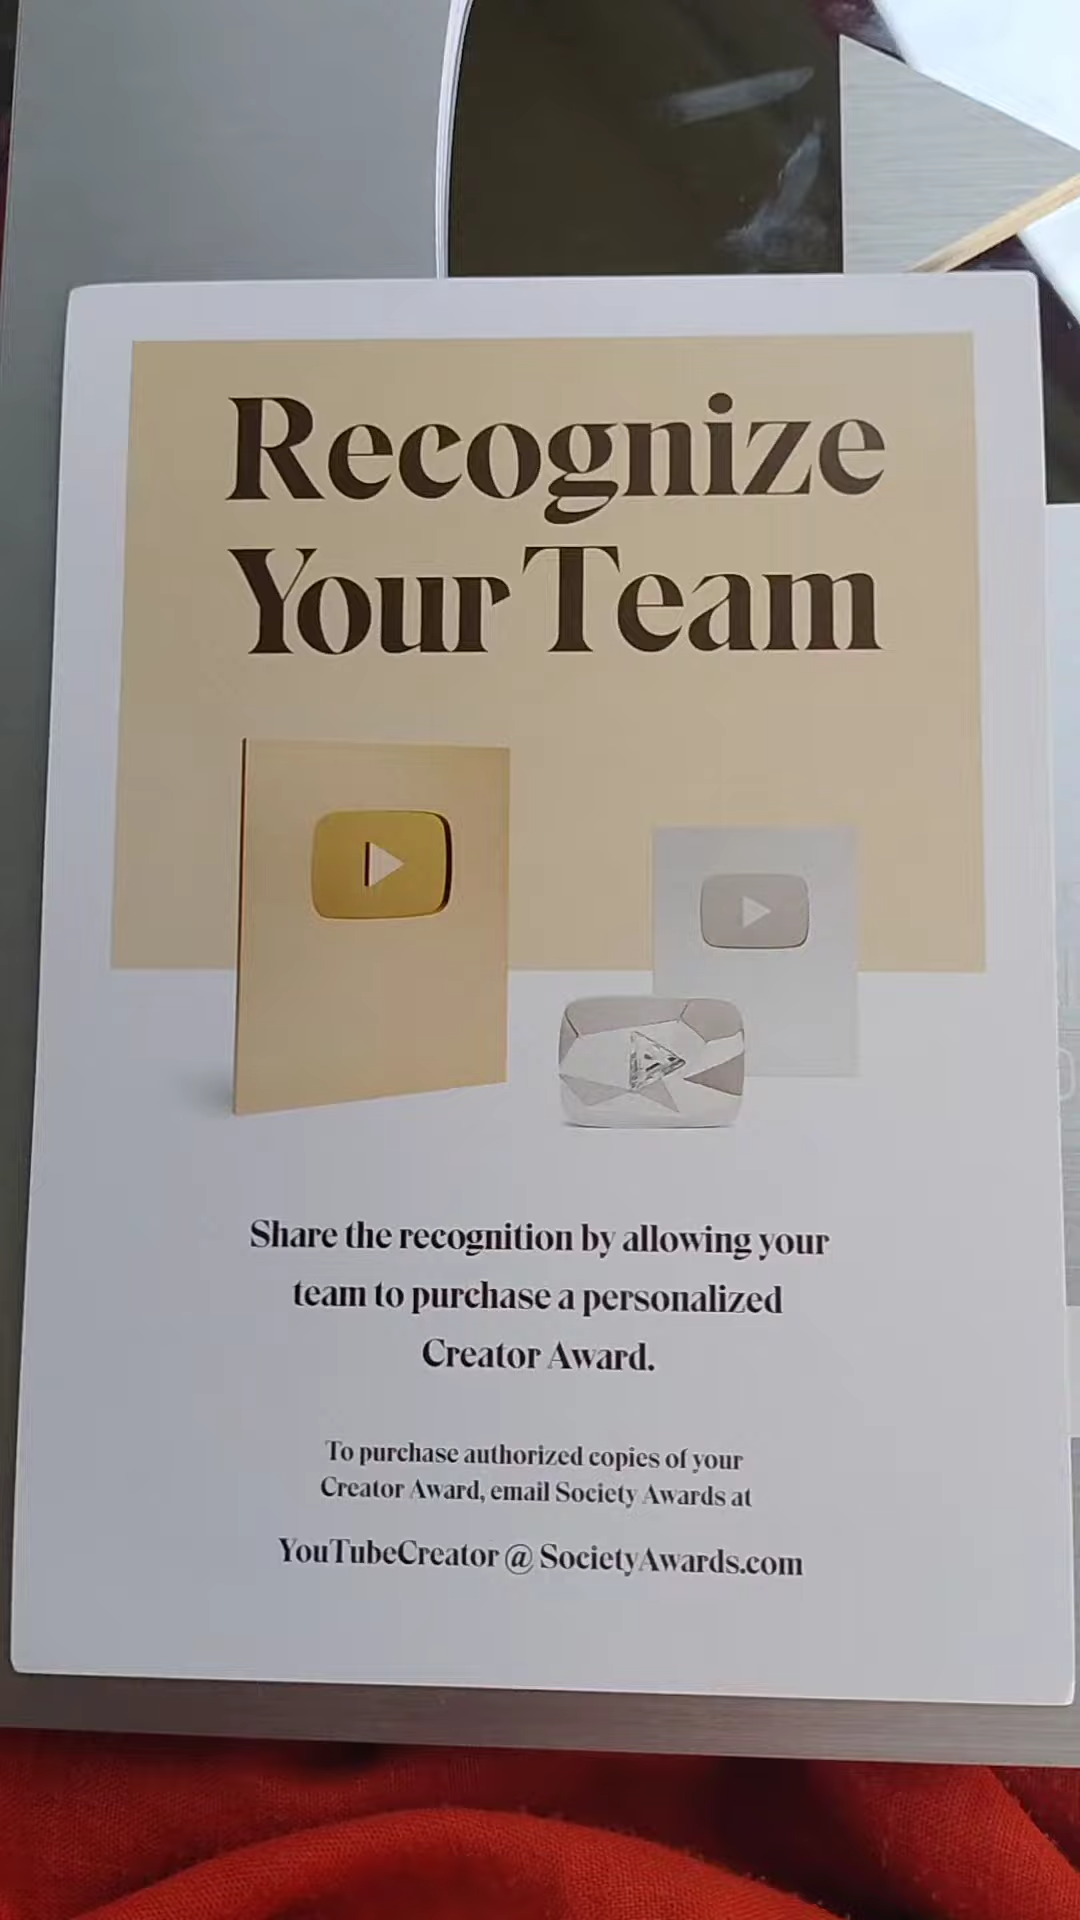 Recognize
Your Team
Share the recognition by allowing your
team to purchase a personalized
Creator Award.
To purchase authorized copies of your
Creator Award, email Society Awards at
YouTubeCreator @ SocietyAwards.com